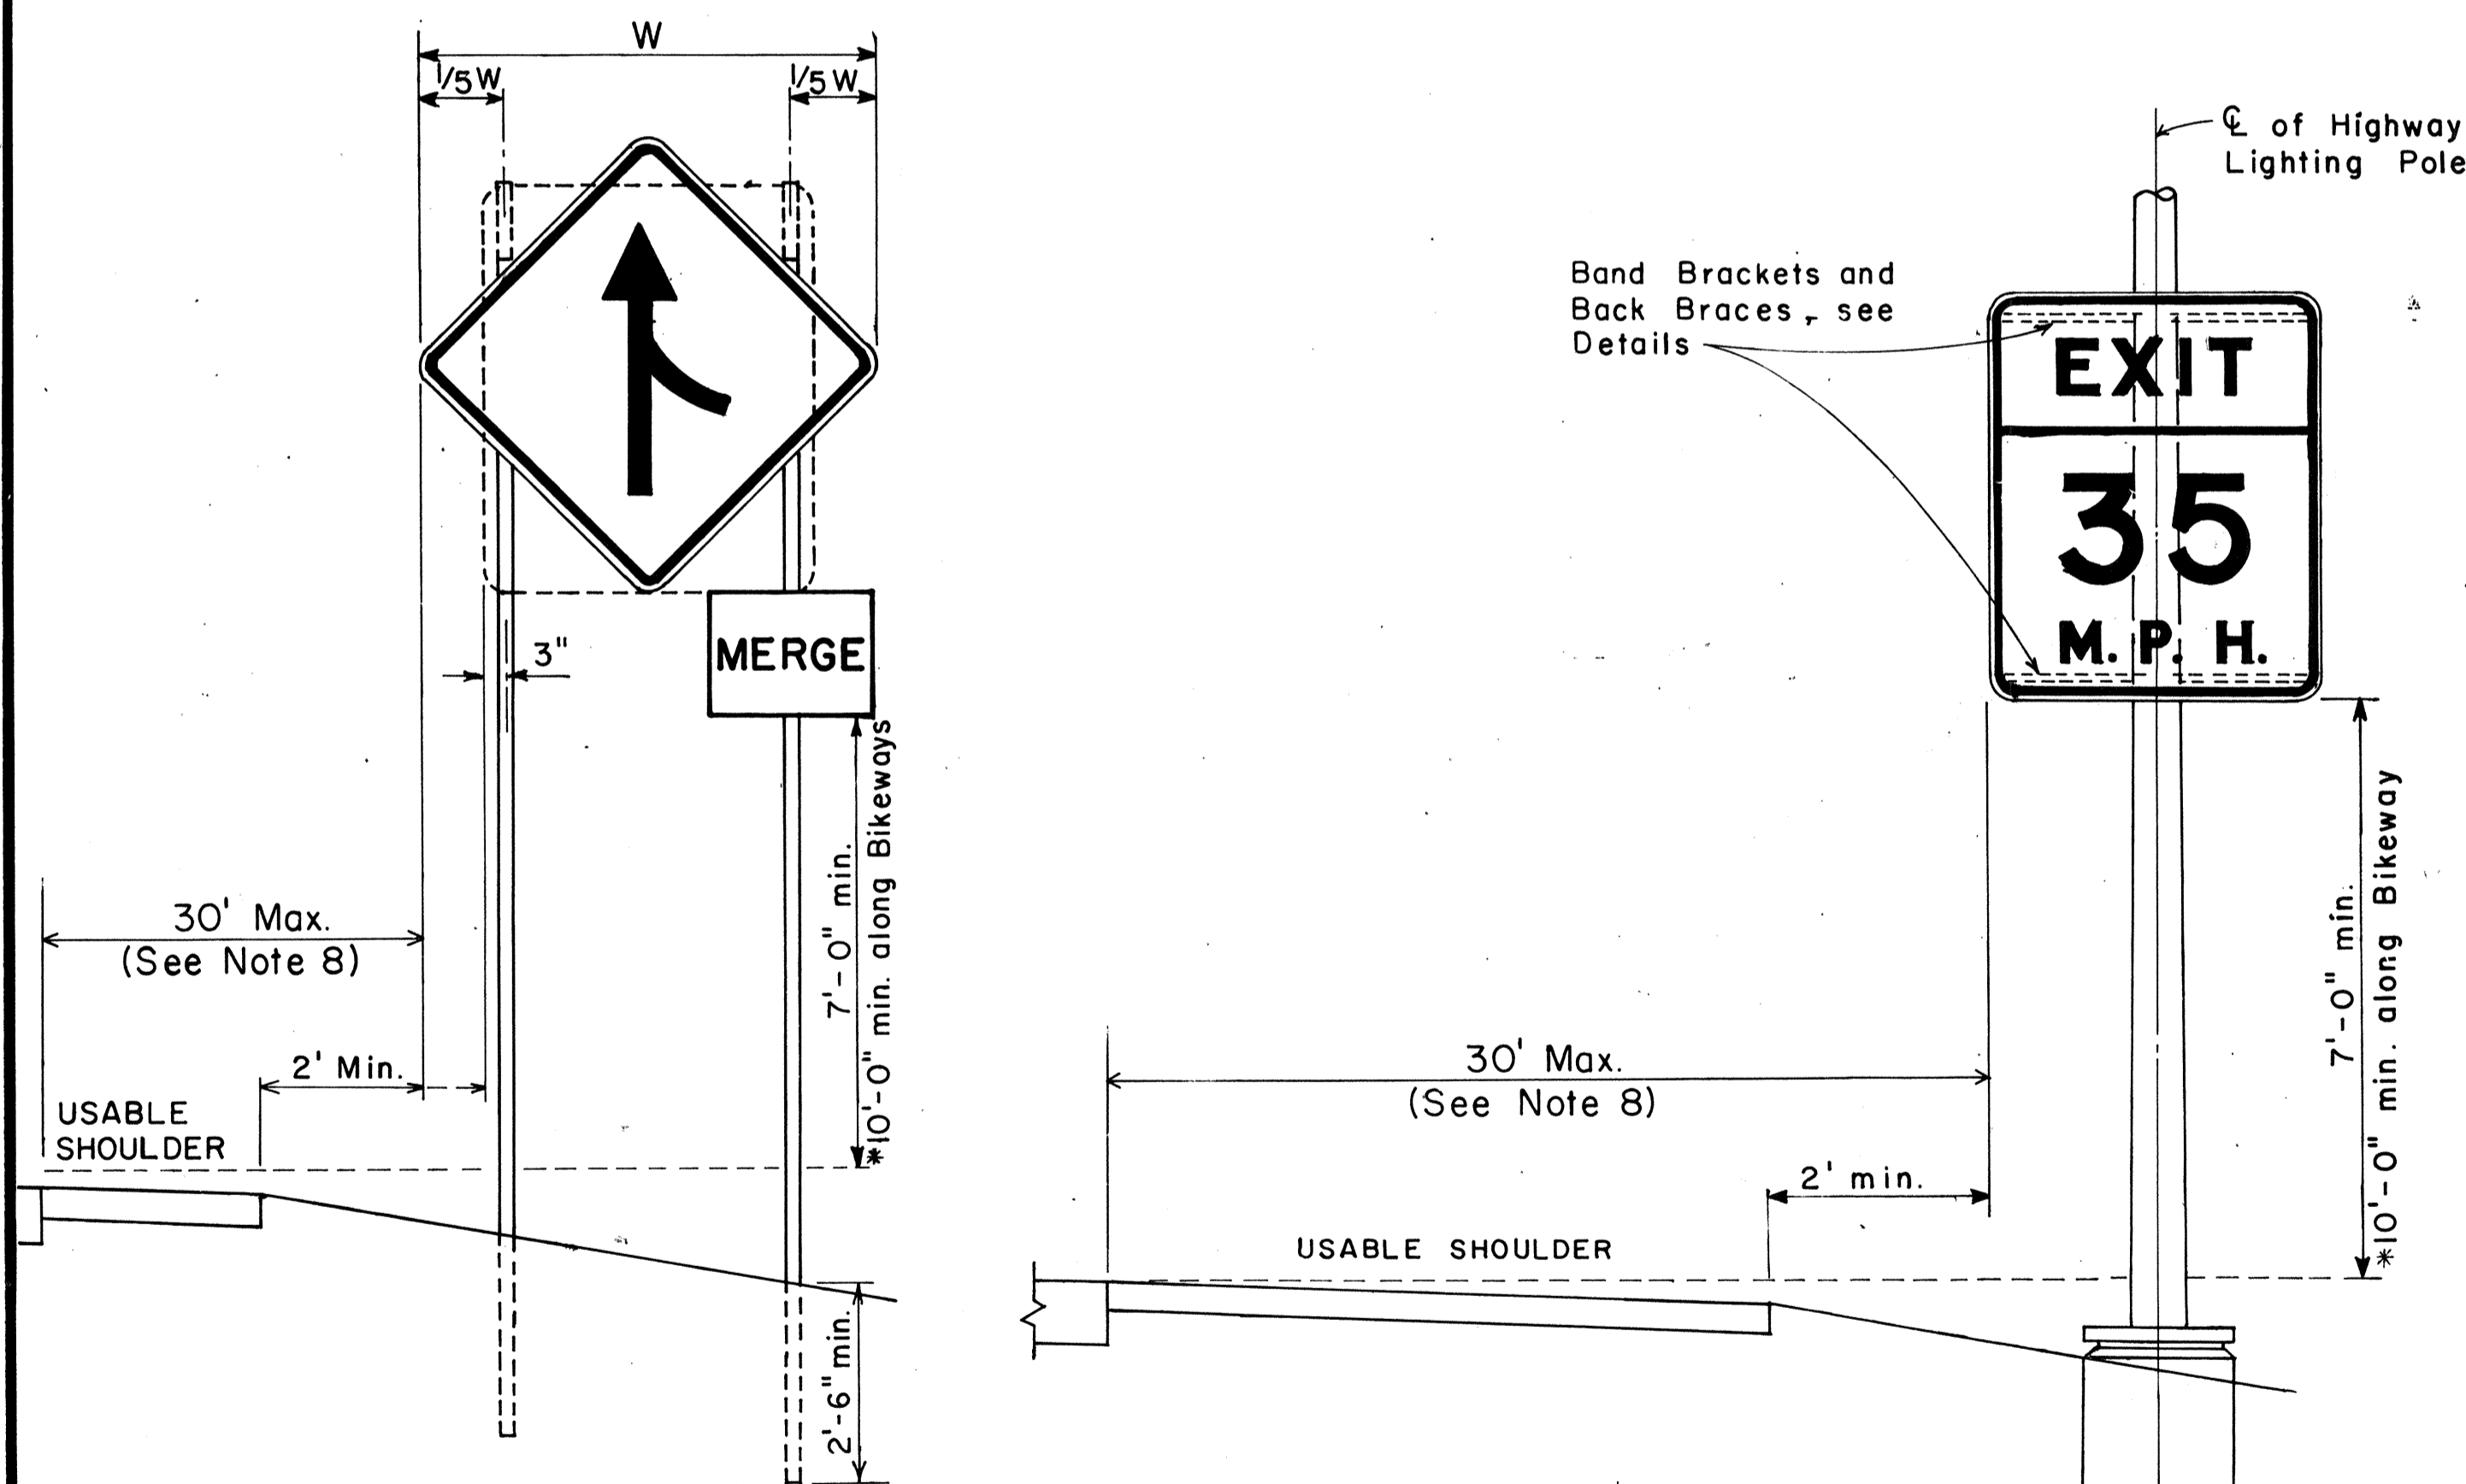 W
1/5W
1/5W
3"
MERGE
7'-0" min.
*10'-0" min. along Bikeways
30' Max.
(See Note 8)
2' Min.
USABLE
SHOULDER
2'-6" min.
℄ of Highway
Lighting Pole
Band Brackets and
Back Braces, see
Details
EXIT
35
M. P. H.
7'-0" min.
*10'-0" min. along Bikeway
30' Max.
(See Note 8)
2' min.
USABLE SHOULDER